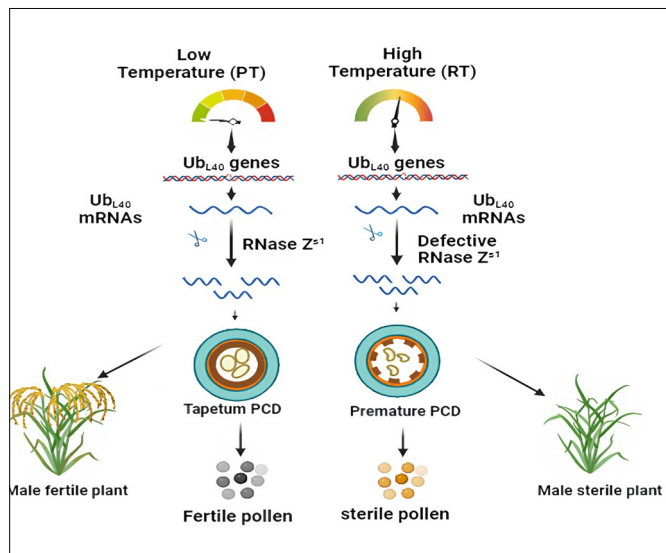 Low
Temperature (PT)
High
Temperature (RT)
UbL40 genes
UbL40 genes
UbL40
mRNAs
UbL40
mRNAs
RNase Zs1
Defective
RNase Zs1
Tapetum PCD
Premature PCD
Male fertile plant
Fertile pollen
sterile pollen
Male sterile plant